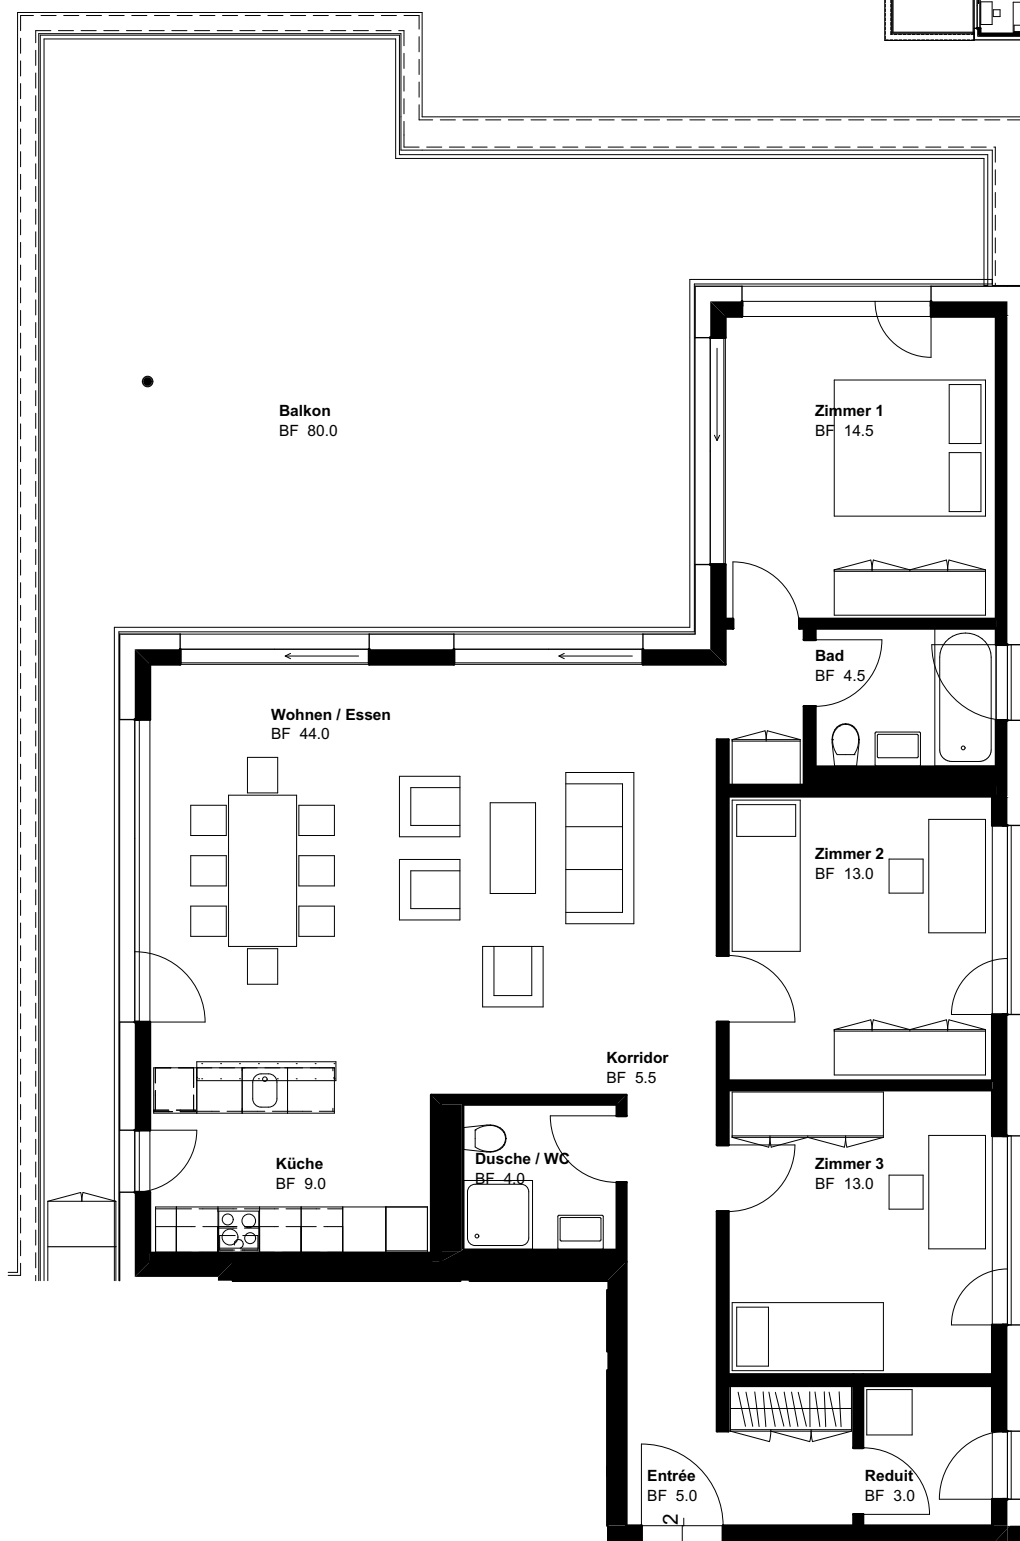 Balkon
BF 80.0
Zimmer 1
BF 14.5
Bad
BF 4.5
Wohnen / Essen
BF 44.0
Zimmer 2
BF 13.0
Korridor
BF 5.5
Küche
BF 9.0
Dusche / WC
BF 4.0
Zimmer 3
BF 13.0
Entrée
BF 5.0
Reduit
BF 3.0
2